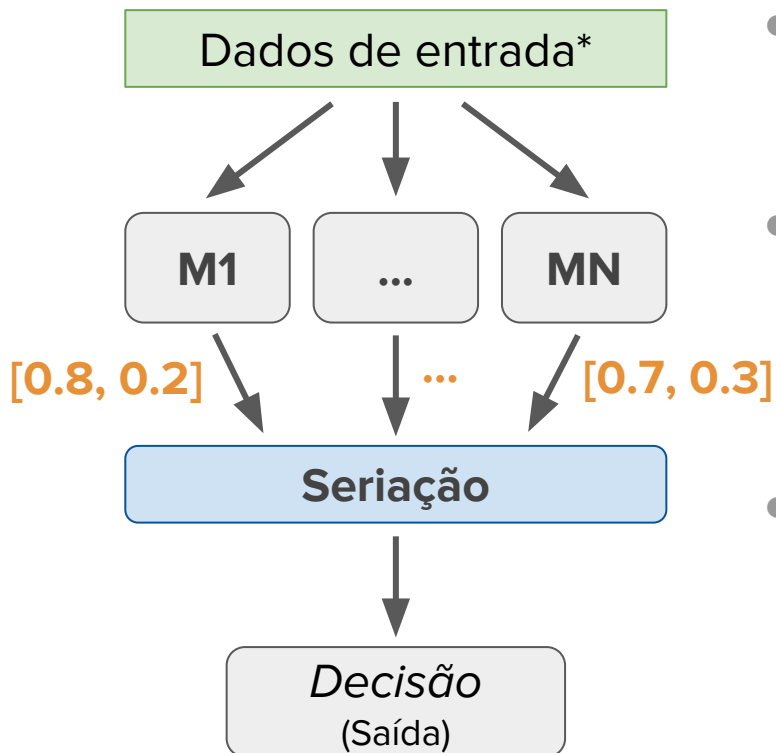 Dados de entrada*
M1
...
MN
[0.8, 0.2]
...
[0.7, 0.3]
Seriação
Decisão
(Saída)